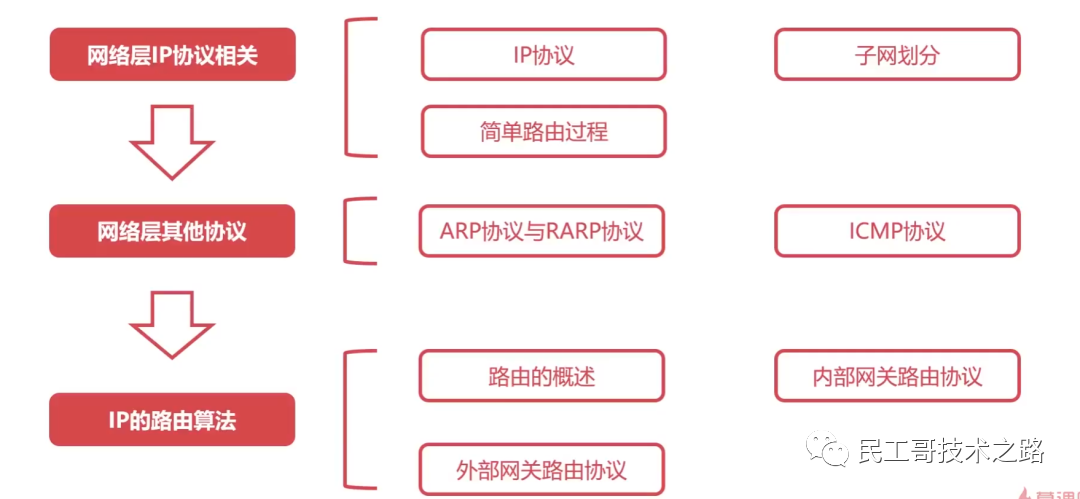 网络层IP协议相关
IP协议
子网划分
简单路由过程
网络层其他协议
ARP协议与RARP协议
ICMP协议
IP的路由算法
路由的概述
内部网关路由协议
外部网关路由协议
民工哥技术之路